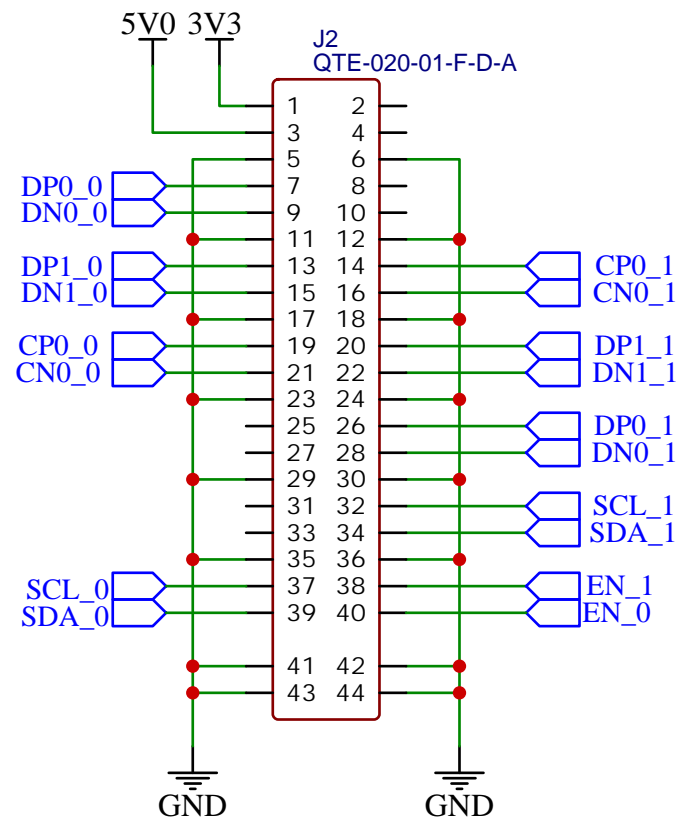 5V0 3V3
J2
QTE-020-01-F-D-A
1 2
3 4
5 6
DP0_0 7 8
DN0_0 9 10
11 12
DP1_0 13 14 CP0_1
DN1_0 15 16 CN0_1
17 18
CP0_0 19 20 DP1_1
CN0_0 21 22 DN1_1
23 24
25 26 DP0_1
27 28 DN0_1
29 30
31 32 SCL_1
33 34 SDA_1
35 36
SCL_0 37 38 EN_1
SDA_0 39 40 EN_0
41 42
43 44
GND GND